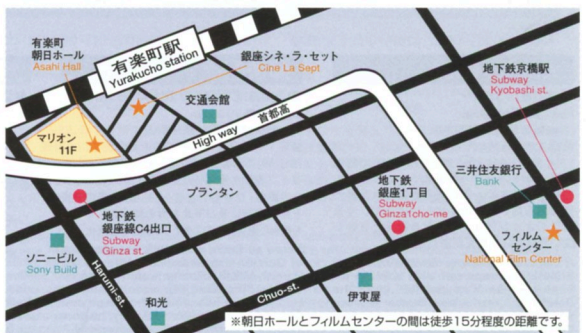 有楽町
朝日ホール
Asahi Hall
有楽町駅
Yurakucho station
銀座シネ・ラ・セット
Cine La Sept
交通会館
地下鉄京橋駅
Subway
Kyobashi st.
マリオン
11F
High way 首都高
プランタン
三井住友銀行
Bank
地下鉄
銀座1丁目
Subway
Ginza1cho-me
地下鉄
銀座線C4出口
Subway
Ginza st.
フィルム
センター
National Film Center
ソニービル
Sony Build
Harumi-st.
和光
Chuo-st.
伊東屋
※朝日ホールとフィルムセンターの間は徒歩15分程度の距離です。